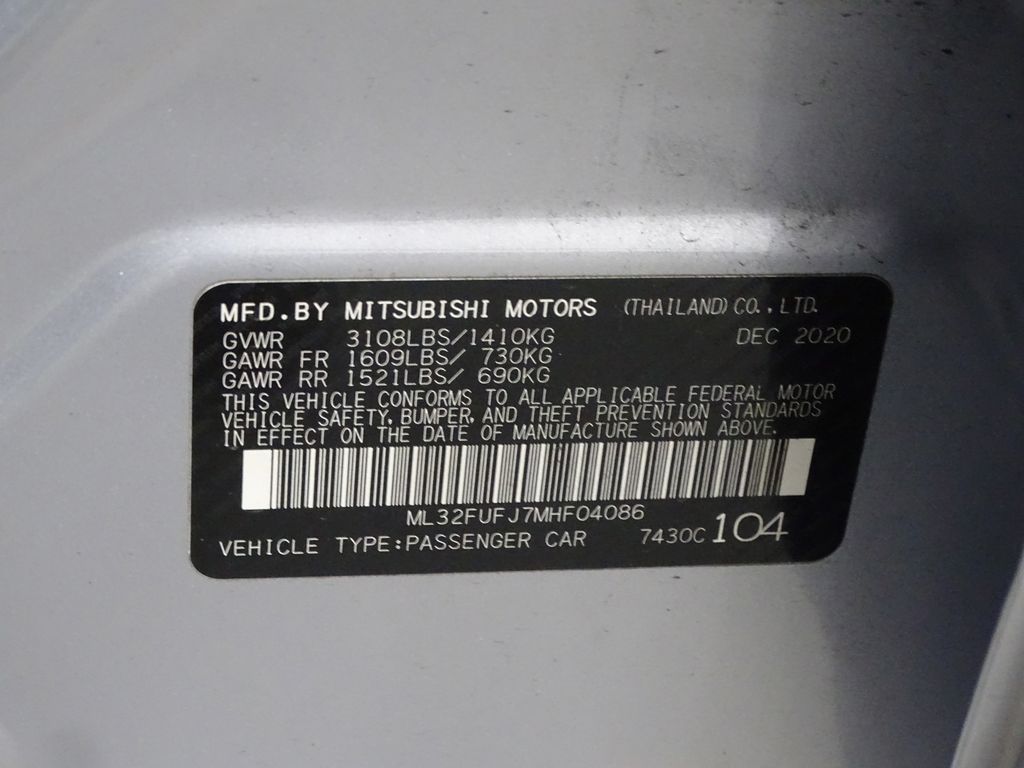 MFD.BY MITSUBISHI MOTORS (THAILAND) CO., LTD.
GVWR 3108LBS/1410KG DEC 2020
GAWR FR 1609LBS/ 730KG
GAWR RR 1521LBS/ 690KG
THIS VEHICLE CONFORMS TO ALL APPLICABLE FEDERAL MOTOR
VEHICLE SAFETY, BUMPER, AND THEFT PREVENTION STANDARDS
IN EFFECT ON THE DATE OF MANUFACTURE SHOWN ABOVE.
ML32FUFJ7MHF04086
VEHICLE TYPE:PASSENGER CAR 7430C 104